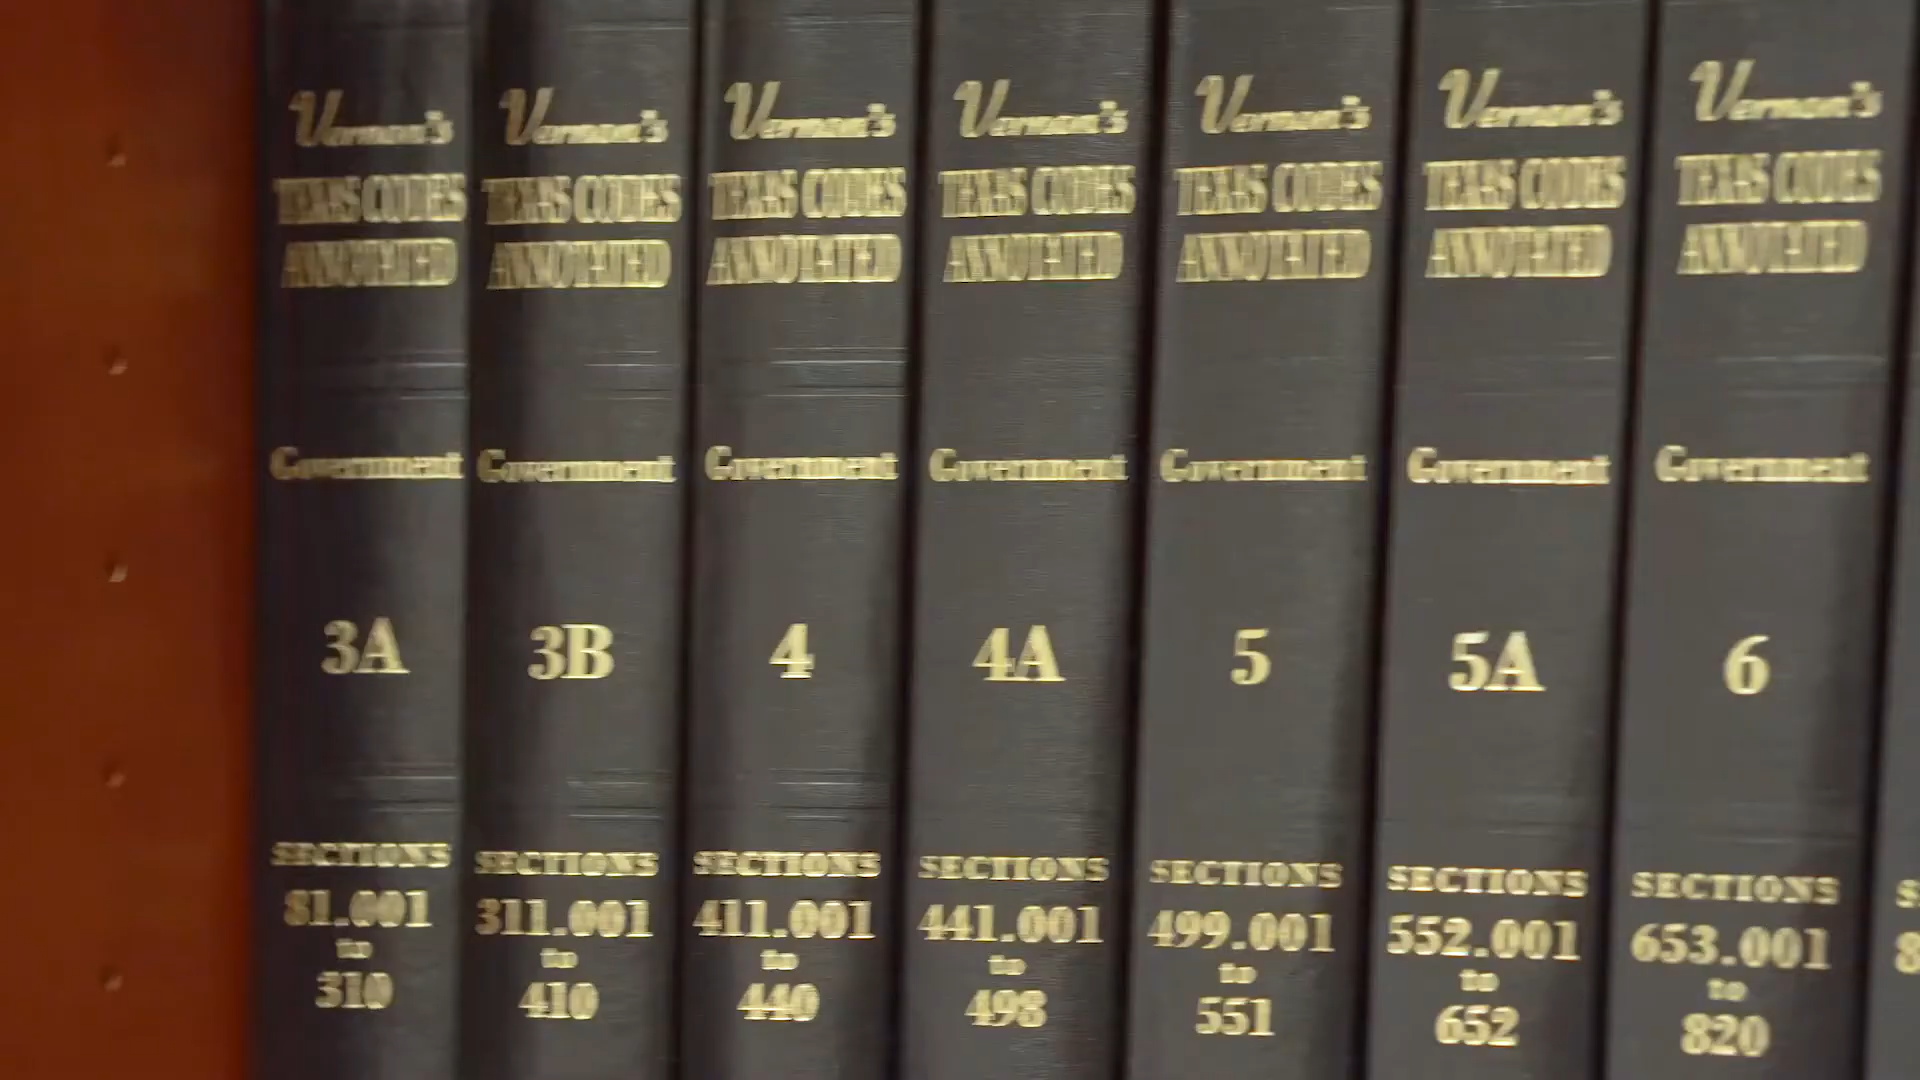 Vernon's
TEXAS CODES
ANNOTATED
Government
3A
SECTIONS
81.001
to
310
Vernon's
TEXAS CODES
ANNOTATED
Government
3B
SECTIONS
311.001
to
410
Vernon's
TEXAS CODES
ANNOTATED
Government
4
SECTIONS
411.001
to
440
Vernon's
TEXAS CODES
ANNOTATED
Government
4A
SECTIONS
441.001
to
498
Vernon's
TEXAS CODES
ANNOTATED
Government
5
SECTIONS
499.001
to
551
Vernon's
TEXAS CODES
ANNOTATED
Government
5A
SECTIONS
552.001
to
652
Vernon's
TEXAS CODES
ANNOTATED
Government
6
SECTIONS
653.001
to
820